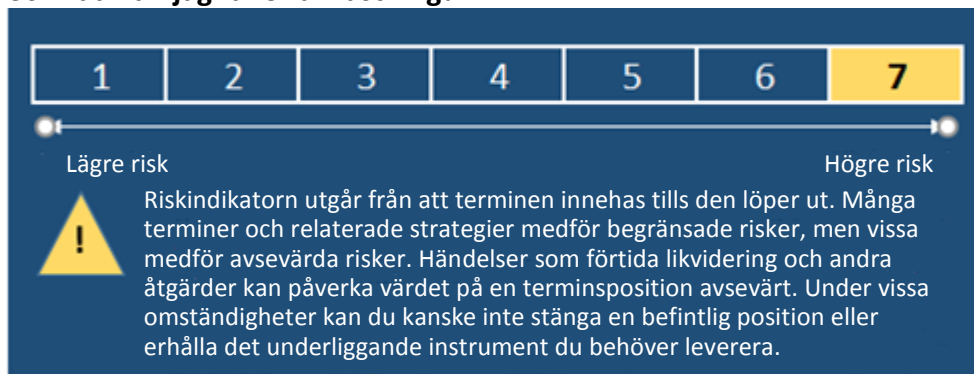 1 2 3 4 5 6 7
Lägre risk Högre risk
Riskindikatorn utgår från att terminen innehas tills den löper ut. Många
! terminer och relaterade strategier medför begränsade risker, men vissa
medför avsevärda risker. Händelser som förtida likvidering och andra
åtgärder kan påverka värdet på en terminsposition avsevärt. Under vissa
omständigheter kan du kanske inte stänga en befintlig position eller
erhålla det underliggande instrument du behöver leverera.